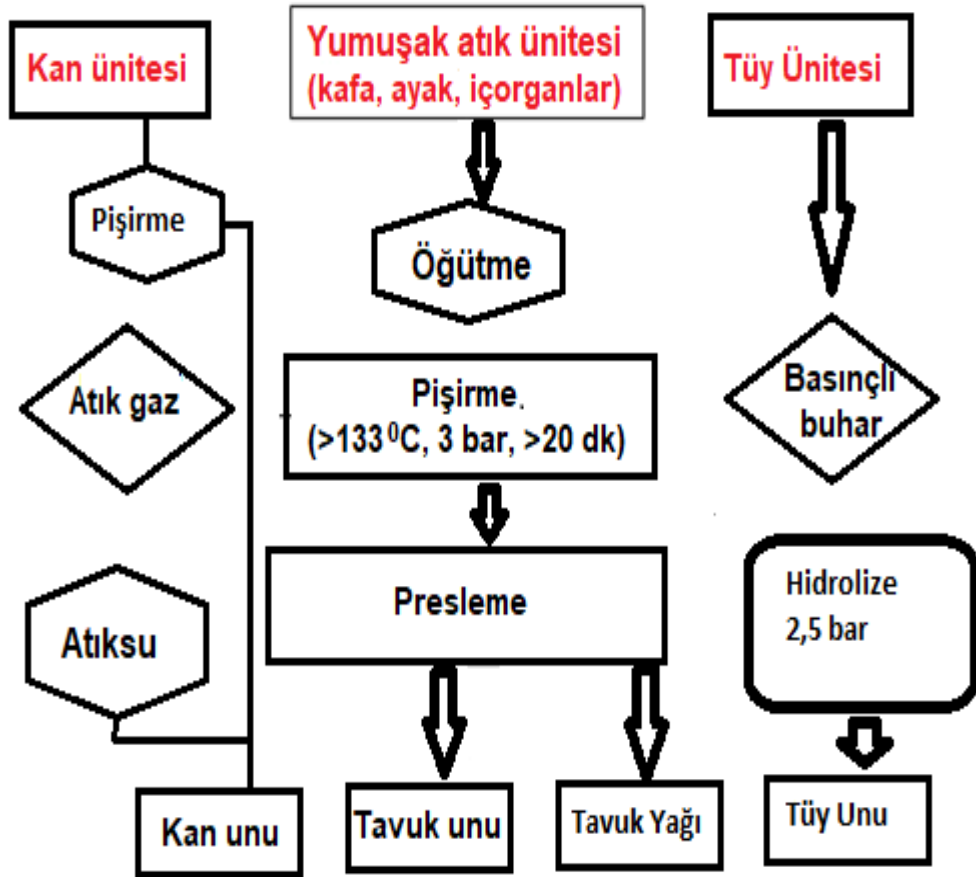 Kan ünitesi
Yumuşak atık ünitesi
(kafa, ayak, içorganlar)
Tüy Ünitesi
Pişirme
Öğütme
Atık gaz
Pişirme.
(>133 ⁰C, 3 bar, >20 dk)
Basınçlı
buhar
Atıksu
Presleme
Hidrolize
2,5 bar
Kan unu
Tavuk unu
Tavuk Yağı
Tüy Unu